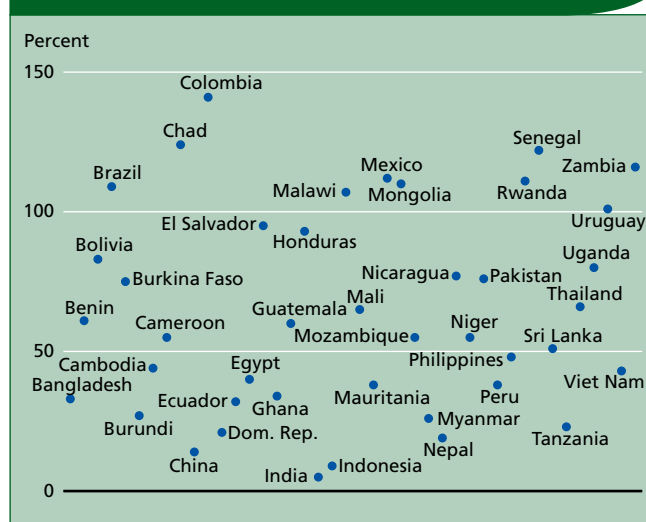 Percent
150
Colombia
Chad
Senegal
Mexico
Zambia
Brazil
Malawi
Mongolia
Rwanda
100
El Salvador
Uruguay
Honduras
Bolivia
Uganda
Burkina Faso
Nicaragua
Pakistan
Mali
Thailand
Benin
Guatemala
Cameroon
Niger
Mozambique
Sri Lanka
50
Cambodia
Egypt
Philippines
Bangladesh
Viet Nam
Ecuador
Ghana
Mauritania
Peru
Burundi
Dom. Rep.
Myanmar
Tanzania
Nepal
China
India
Indonesia
0